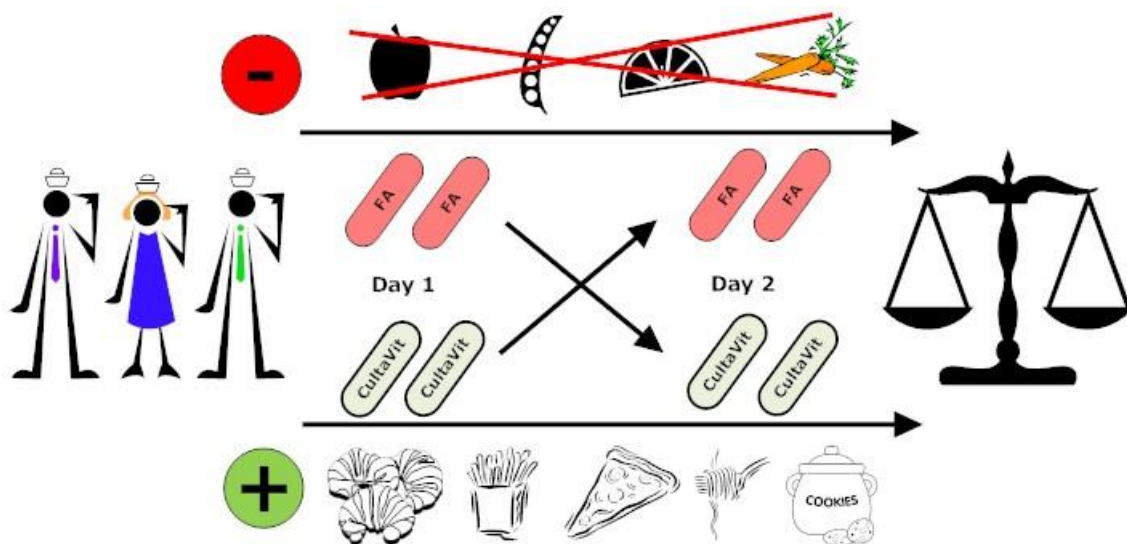 -
FA FA FA FA
Day 1 Day 2
CultaVit CultaVit CultaVit CultaVit
+
COOKIES